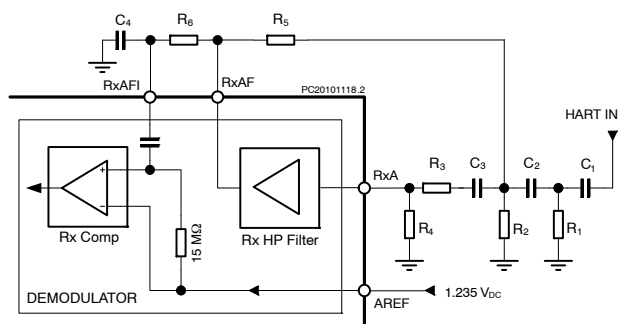 C4
R6
R5
RxAFI
RxAF
PC20101118.2
HART IN
RxA
R3
C3
C2
C1
+
−
Rx Comp
15 MΩ
Rx HP Filter
R4
R2
R1
DEMODULATOR
AREF
1.235 VDC